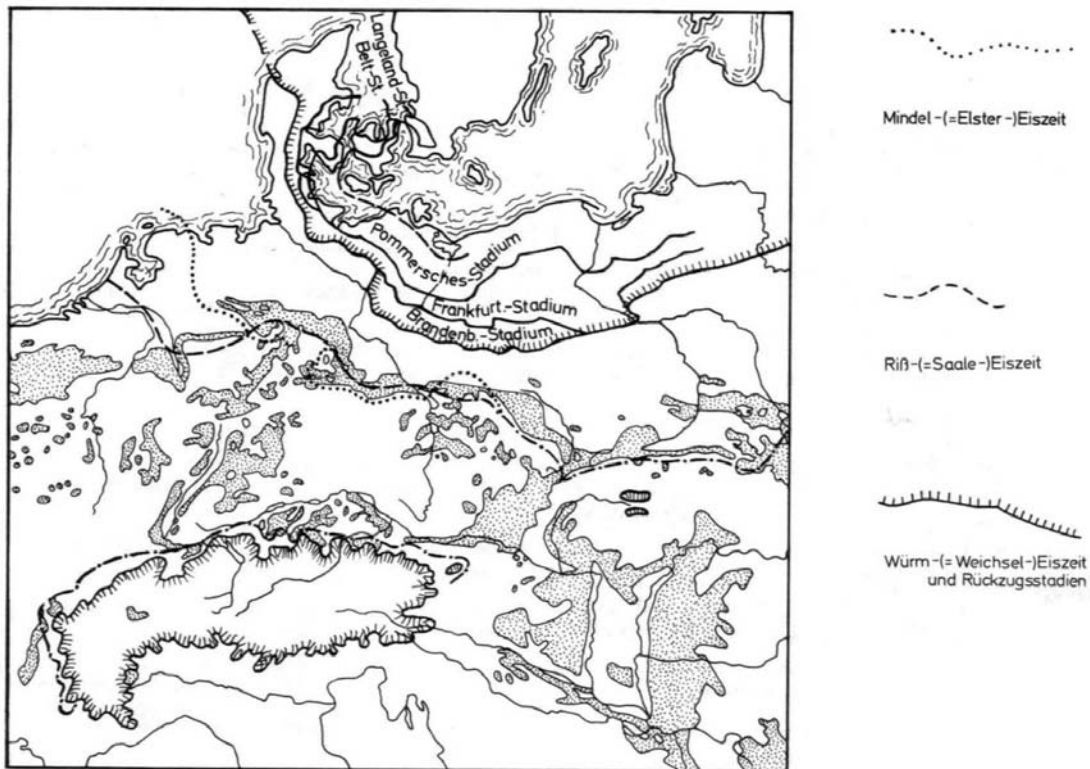 Langeland St.
Belt-St.
Pommersches-Stadium
Frankfurt.-Stadium
Brandenb.-Stadium
Mindel-(=Elster-)Eiszeit
Riß-(=Saale-)Eiszeit
Würm-(=Weichsel-)Eiszeit
und Rückzugsstadien